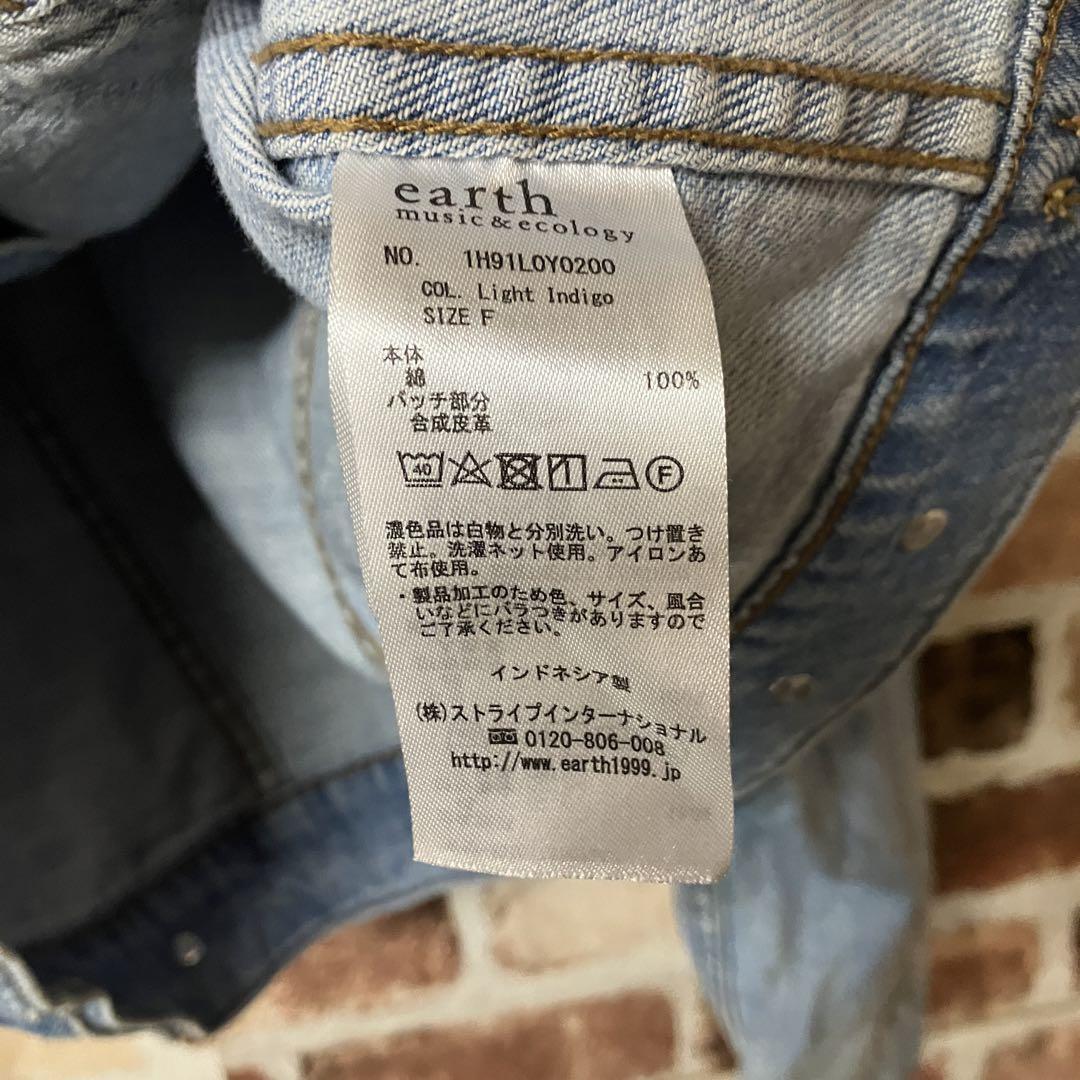 earth
music&ecology
NO. 1H91L0Y0200
COL. Light Indigo
SIZE F
本体
綿 100%
パッチ部分
合成皮革
40 F
濃色品は白物と分別洗い。つけ置き
禁止。洗濯ネット使用。アイロンあ
て布使用。
・製品加工のため色、サイズ、風合
いなどにバラつきがありますので
ご了承ください。
インドネシア製
(株)ストライプインターナショナル
0120-806-008
http://www.earth1999.jp